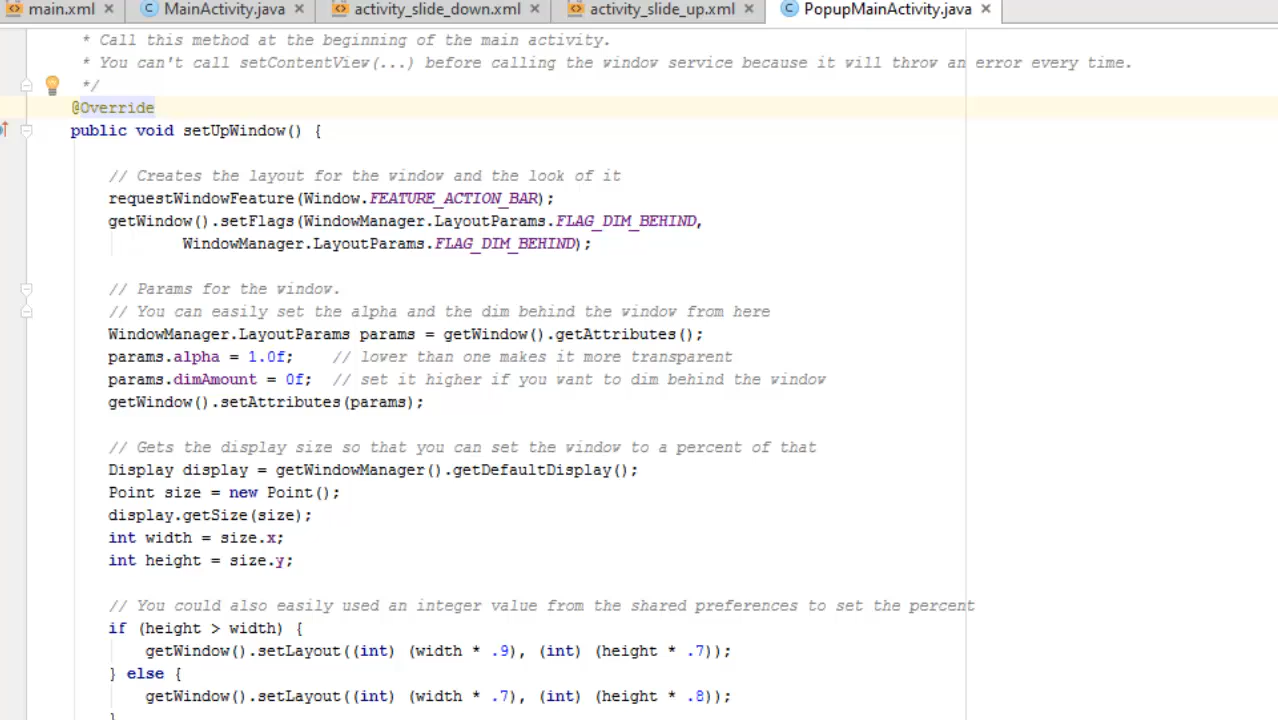 main.xml MainActivity.java activity_slide_down.xml activity_slide_up.xml PopupMainActivity.java
* Call this method at the beginning of the main activity.
* You can't call setContentView(...) before calling the window service because it will throw an error every time.
*/
@Override
public void setUpWindow() {
// Creates the layout for the window and the look of it
requestWindowFeature(Window.FEATURE_ACTION_BAR);
getWindow().setFlags(WindowManager.LayoutParams.FLAG_DIM_BEHIND,
WindowManager.LayoutParams.FLAG_DIM_BEHIND);
// Params for the window.
// You can easily set the alpha and the dim behind the window from here
WindowManager.LayoutParams params = getWindow().getAttributes();
params.alpha = 1.0f; // lower than one makes it more transparent
params.dimAmount = 0f; // set it higher if you want to dim behind the window
getWindow().setAttributes(params);
// Gets the display size so that you can set the window to a percent of that
Display display = getWindowManager().getDefaultDisplay();
Point size = new Point();
display.getSize(size);
int width = size.x;
int height = size.y;
// You could also easily used an integer value from the shared preferences to set the percent
if (height > width) {
getWindow().setLayout((int) (width * .9), (int) (height * .7));
} else {
getWindow().setLayout((int) (width * .7), (int) (height * .8));
}